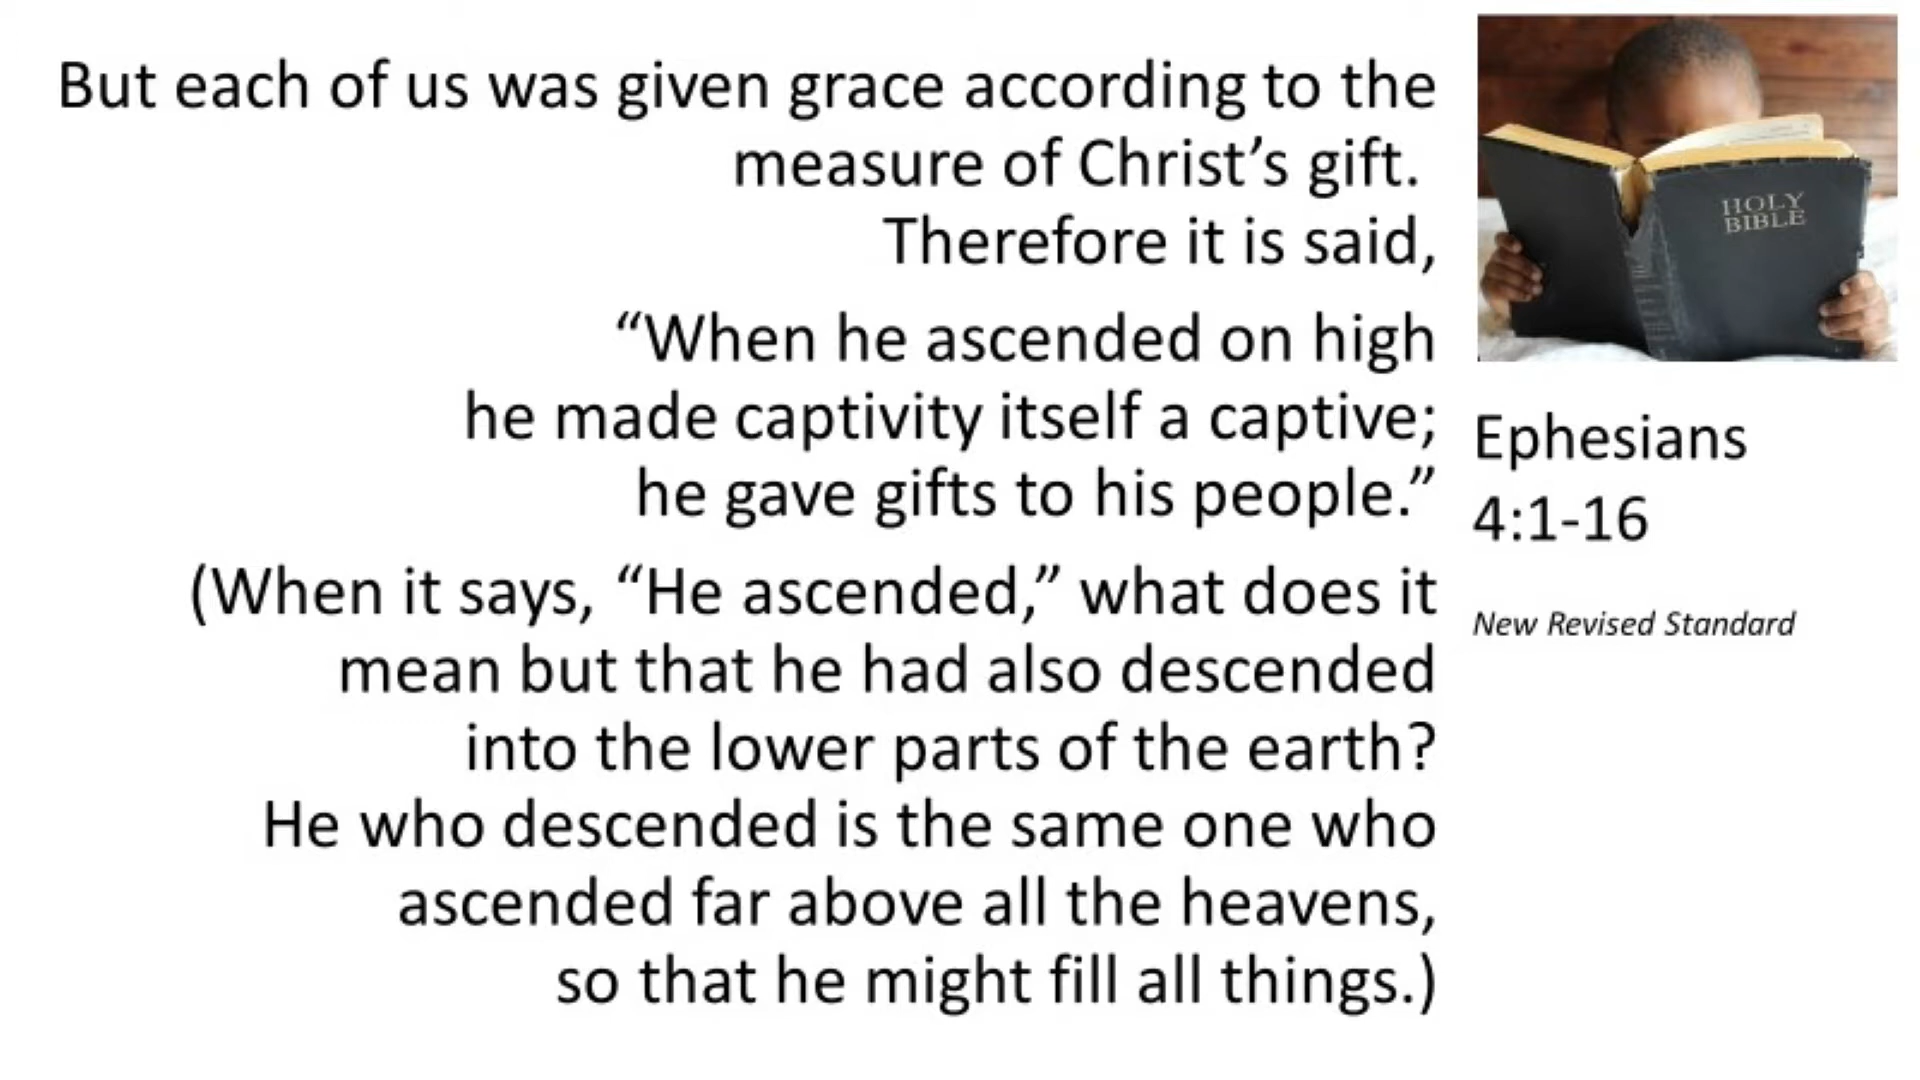 But each of us was given grace according to the
measure of Christ’s gift.
Therefore it is said,
“When he ascended on high
he made captivity itself a captive;
he gave gifts to his people.”
(When it says, “He ascended,” what does it
mean but that he had also descended
into the lower parts of the earth?
He who descended is the same one who
ascended far above all the heavens,
so that he might fill all things.)
HOLY
BIBLE
Ephesians
4:1-16
New Revised Standard